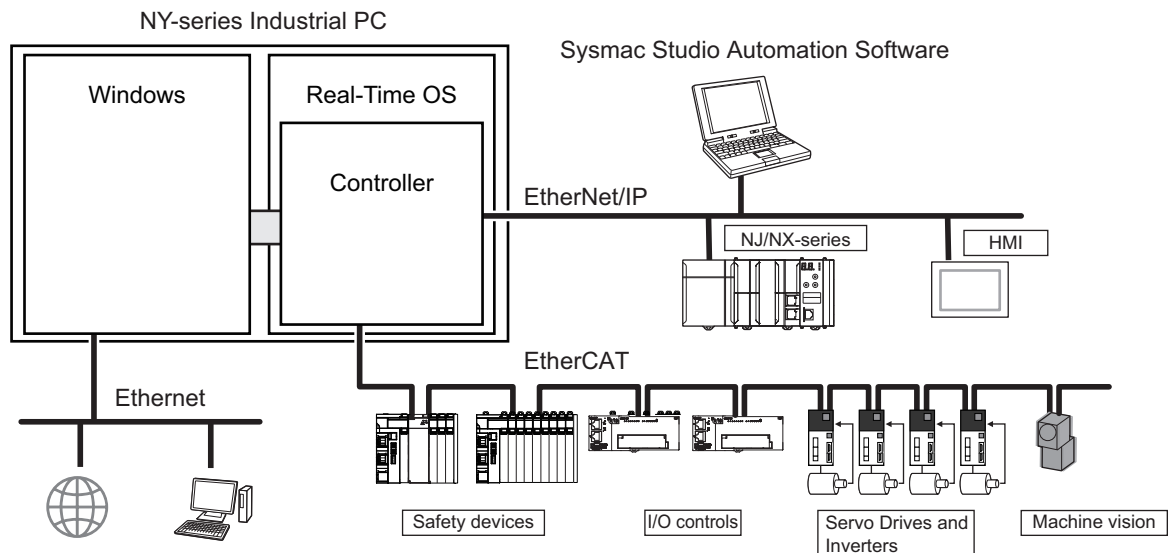 NY-series Industrial PC
Sysmac Studio Automation Software
Windows
Real-Time OS
Controller
EtherNet/IP
NJ/NX-series
HMI
EtherCAT
Ethernet
Safety devices
I/O controls
Servo Drives and
Inverters
Machine vision